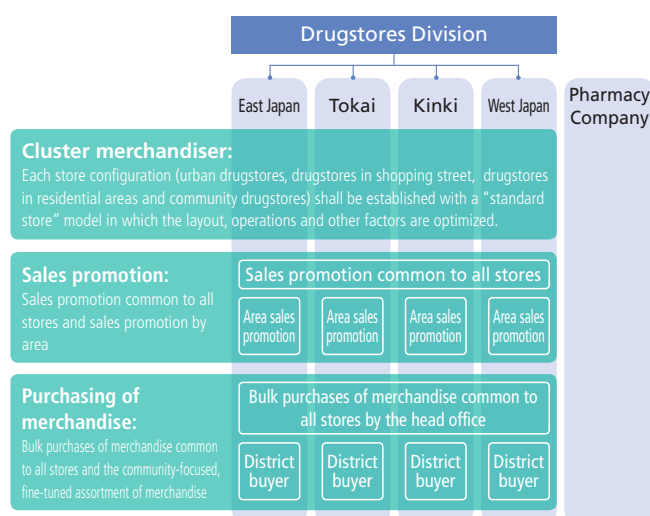 Drugstores Division
East Japan
Tokai
Kinki
West Japan
Pharmacy
Company
Cluster merchandiser:
Each store configuration (urban drugstores, drugstores in shopping street, drugstores
in residential areas and community drugstores) shall be established with a “standard
store” model in which the layout, operations and other factors are optimized.
Sales promotion:
Sales promotion common to all
stores and sales promotion by
area
Sales promotion common to all stores
Area sales
promotion
Area sales
promotion
Area sales
promotion
Area sales
promotion
Purchasing of
merchandise:
Bulk purchases of merchandise common
to all stores and the community-focused,
fine-tuned assortment of merchandise
Bulk purchases of merchandise common to
all stores by the head office
District
buyer
District
buyer
District
buyer
District
buyer